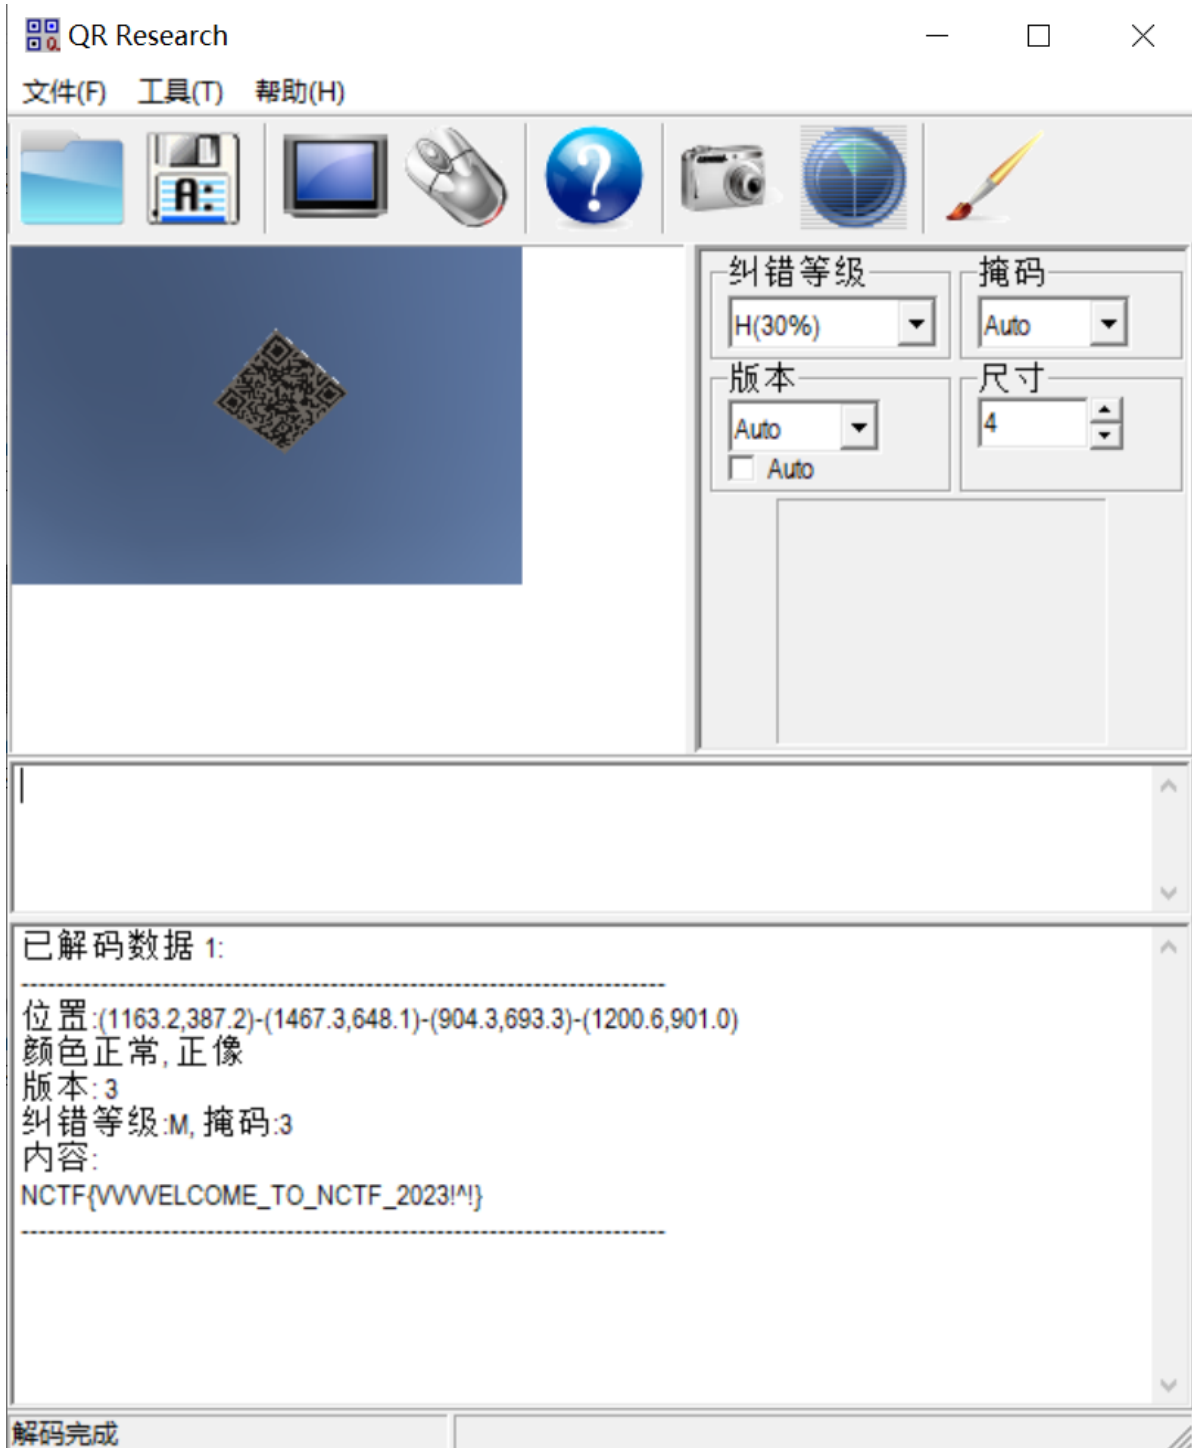 QR Research
文件(F) 工具(T) 帮助(H)
A:
纠错等级 掩码
H(30%) Auto
版本 尺寸
Auto 4
Auto
已解码数据 1:
---------------------------------------------------------------------------
位置:(1163.2,387.2)-(1467.3,648.1)-(904.3,693.3)-(1200.6,901.0)
颜色正常, 正像
版本: 3
纠错等级:M, 掩码:3
内容:
NCTF{VVVVELCOME_TO_NCTF_2023!^!}
---------------------------------------------------------------------------
解码完成